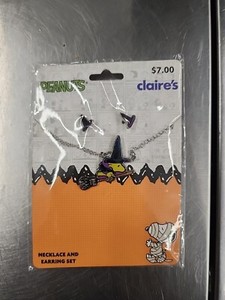 $7.00
PEANUTS
claire's
NECKLACE AND
EARRING SET